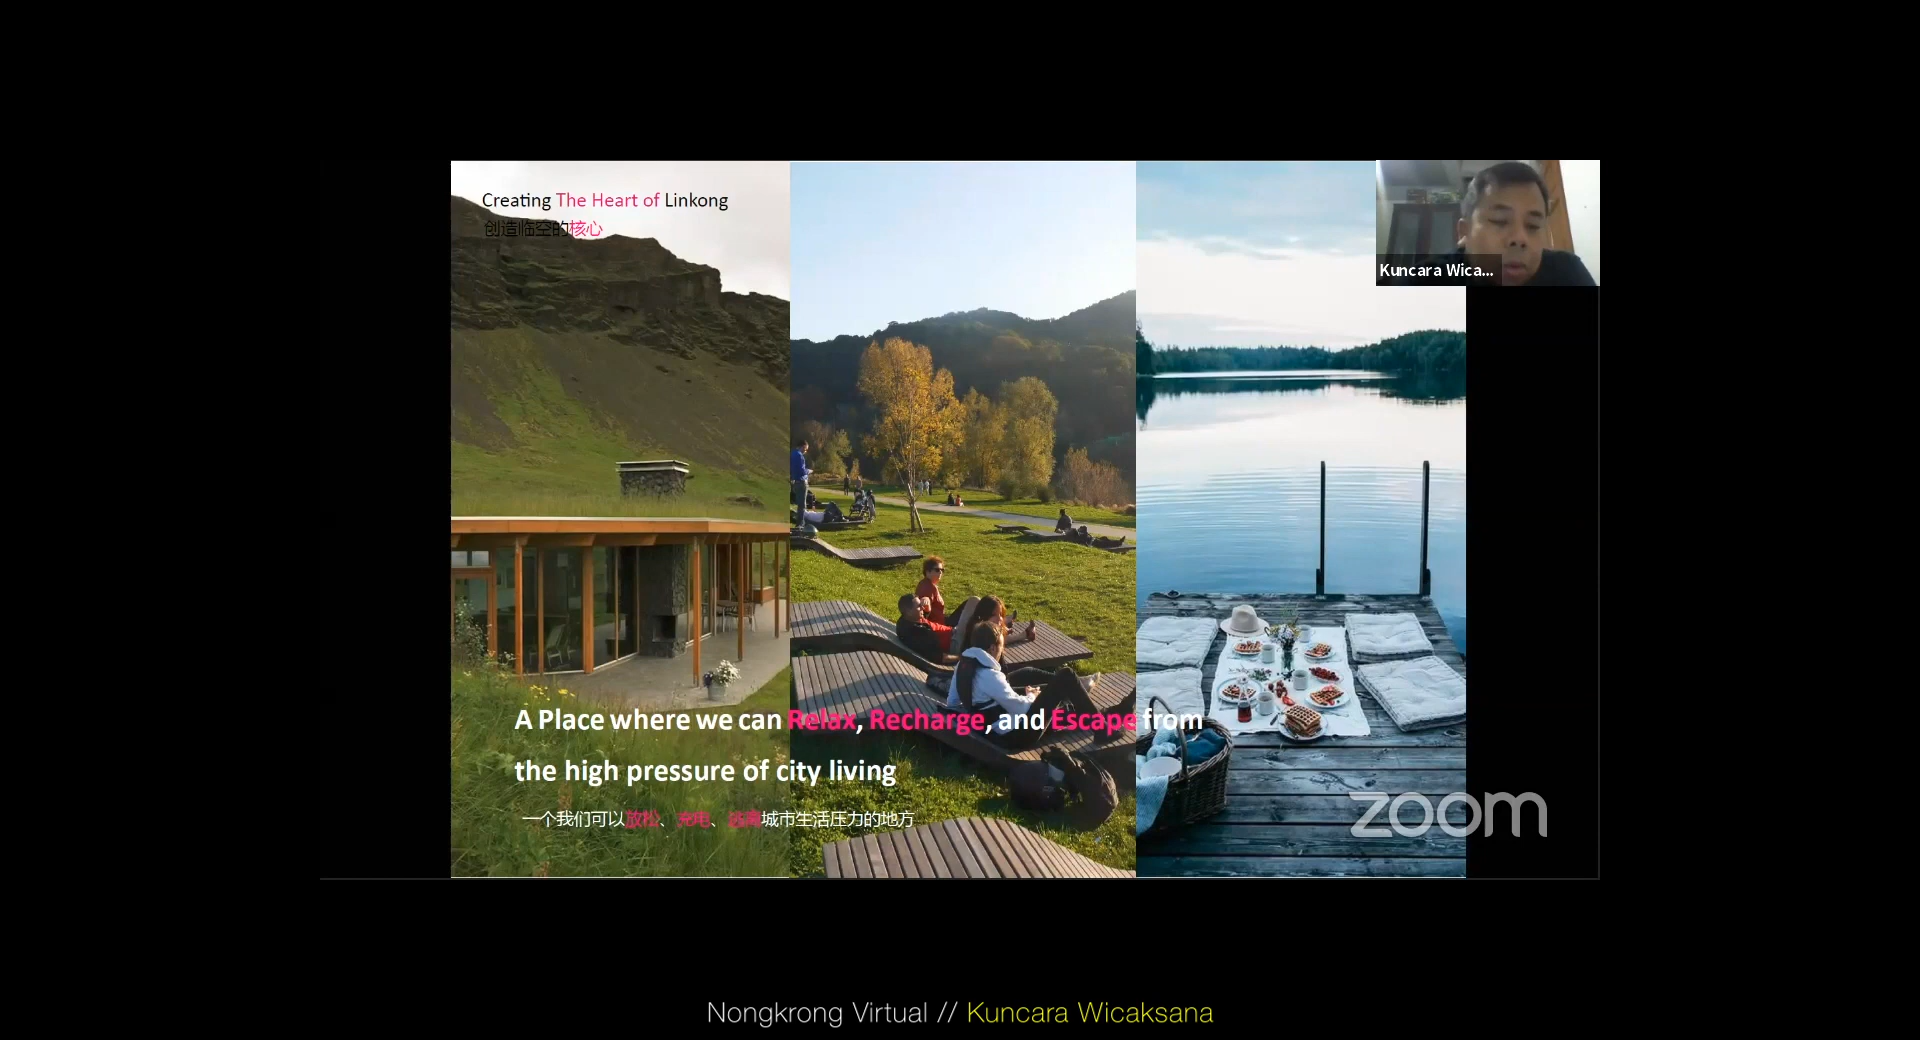 Creating The Heart of Linkong
创造临空的核心
Kuncara Wica...
A Place where we can Relax, Recharge, and Escape from
the high pressure of city living
一个我们可以放松、充电、远离城市生活压力的地方
zoom
Nongkrong Virtual // Kuncara Wicaksana